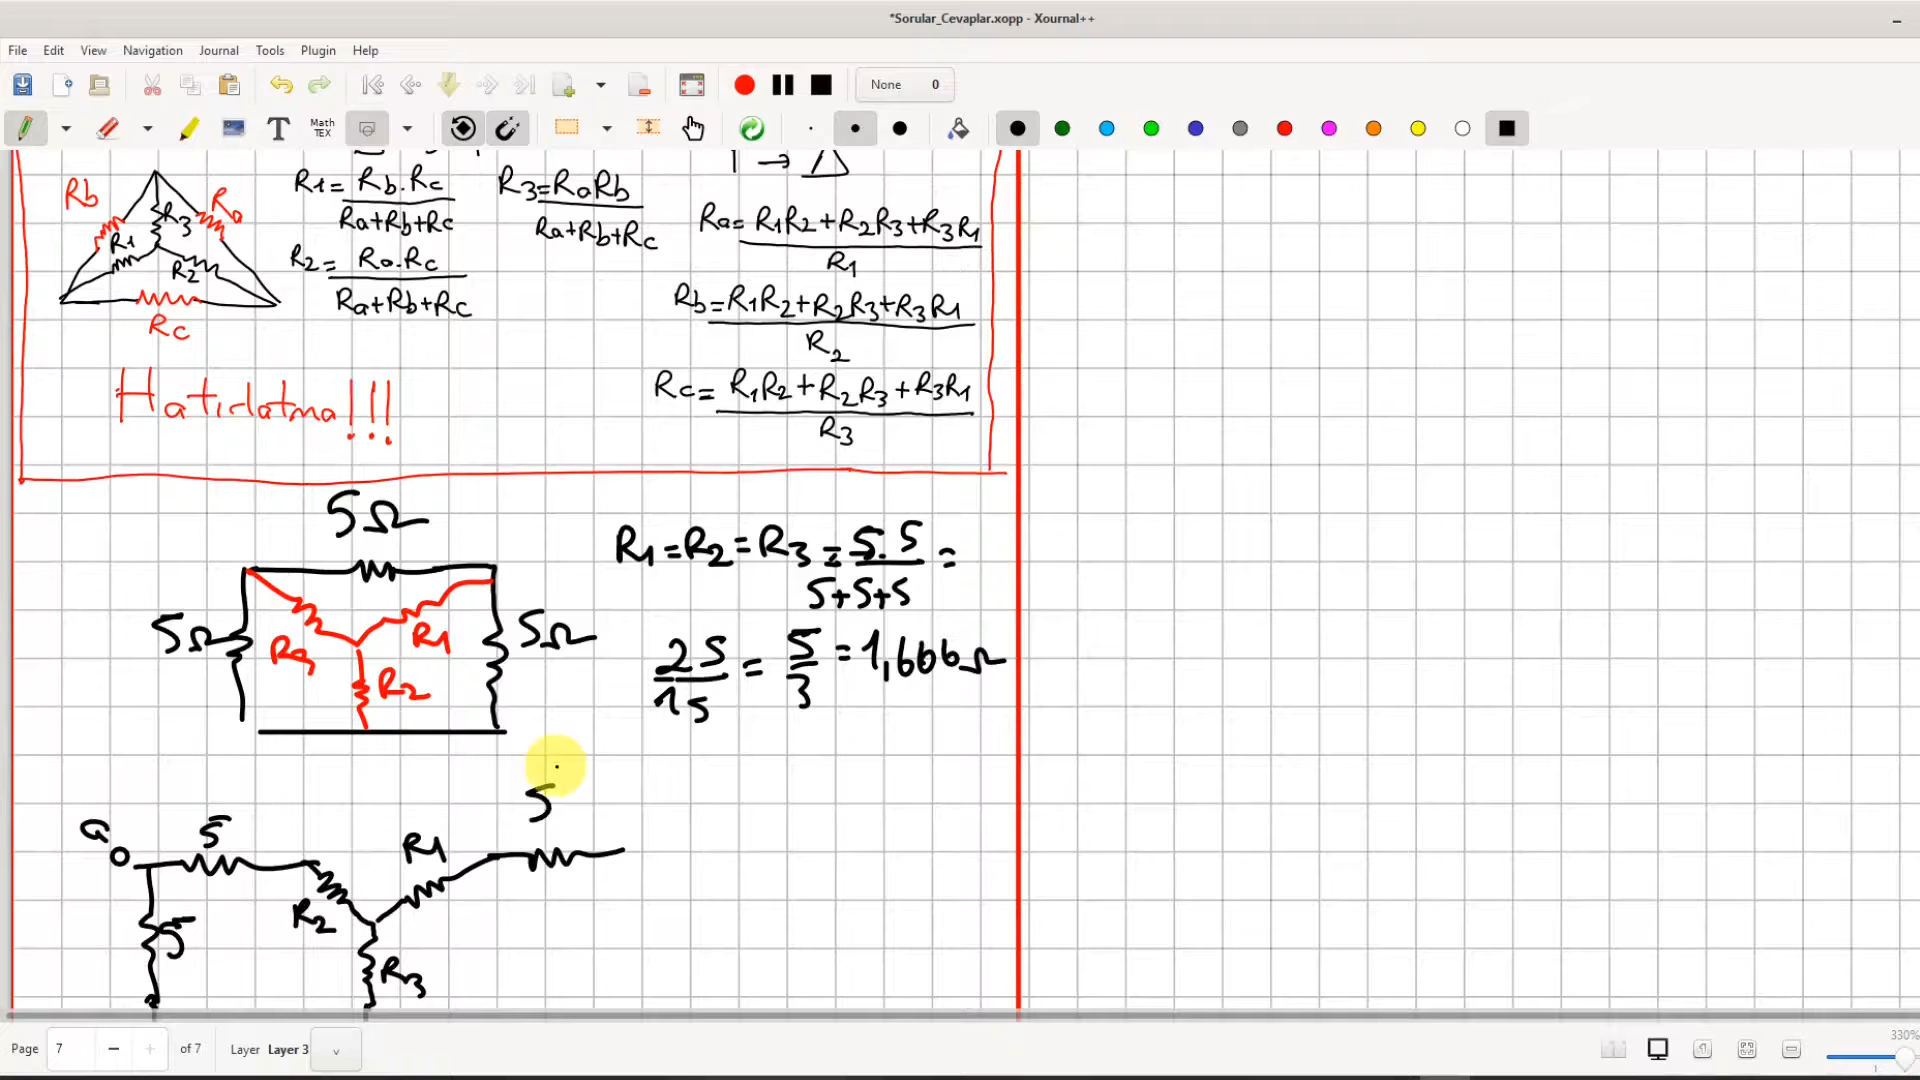 *Sorular_Cevaplar.xopp - Xournal++
File Edit View Navigation Journal Tools Plugin Help
None 0
T Math TEX
Rb Ra R3 R1 R2 Rc
R1 = Rb.Rc / Ra+Rb+Rc
R3 = RaRb / Ra+Rb+Rc
R2 = Ra.Rc / Ra+Rb+Rc
→ △
Ra = R1R2+R2R3+R3R1 / R1
Rb = R1R2+R2R3+R3R1 / R2
Rc = R1R2+R2R3+R3R1 / R3
Hatırlatma!!!
5Ω
5Ω R3 R1 5Ω
R2
R1=R2=R3 = 5.5 / 5+5+5 =
25/15 = 5/3 = 1,666Ω
5
a 5 R1
R2
5 R3
Page 7 of 7 Layer Layer 3
330%